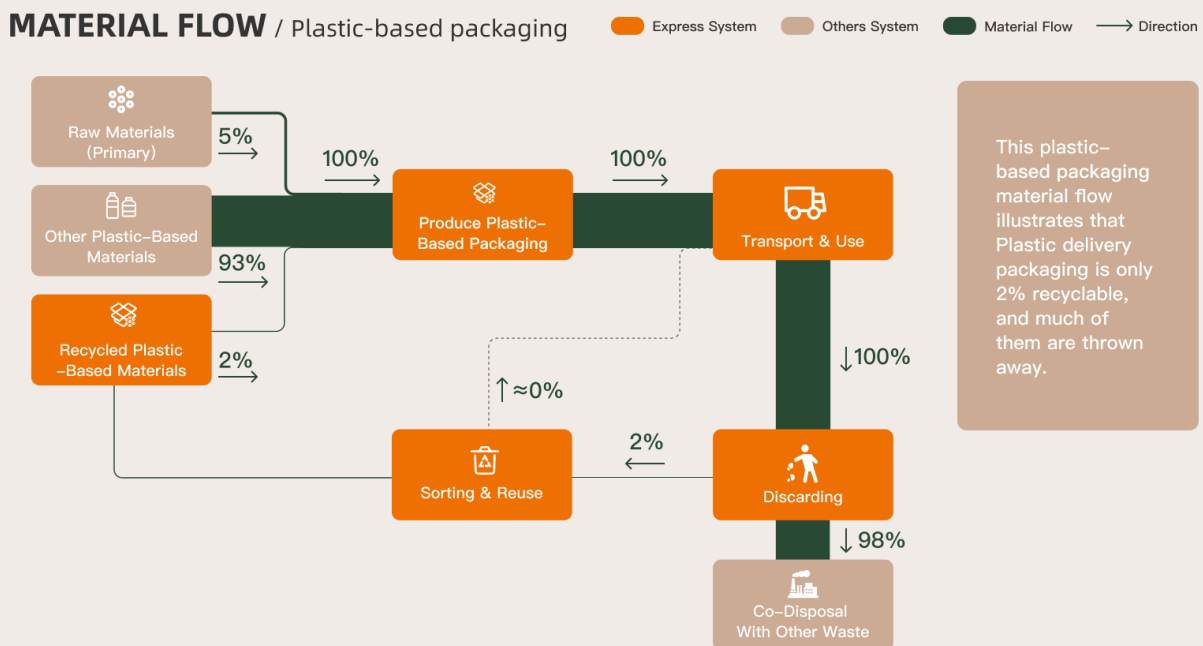 MATERIAL FLOW / Plastic-based packaging
Express System
Others System
Material Flow
Direction
Raw Materials
(Primary)
5%
Other Plastic-Based
Materials
93%
Recycled Plastic
-Based Materials
2%
100%
Produce Plastic-
Based Packaging
100%
Transport & Use
100%
≈0%
Sorting & Reuse
2%
Discarding
98%
Co-Disposal
With Other Waste
This plastic-
based packaging
material flow
illustrates that
Plastic delivery
packaging is only
2% recyclable,
and much of
them are thrown
away.